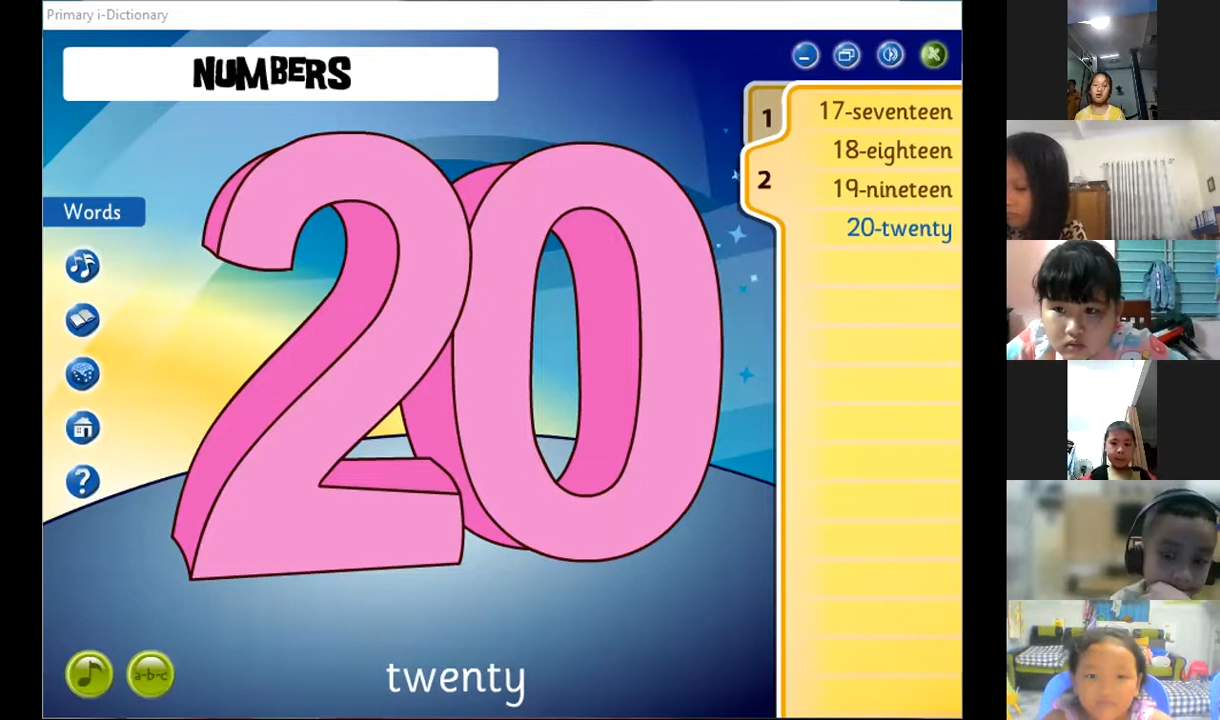 Primary i-Dictionary
NUMBERS
Words
1
2
17-seventeen
18-eighteen
19-nineteen
20-twenty
20
a-b-c
twenty
?